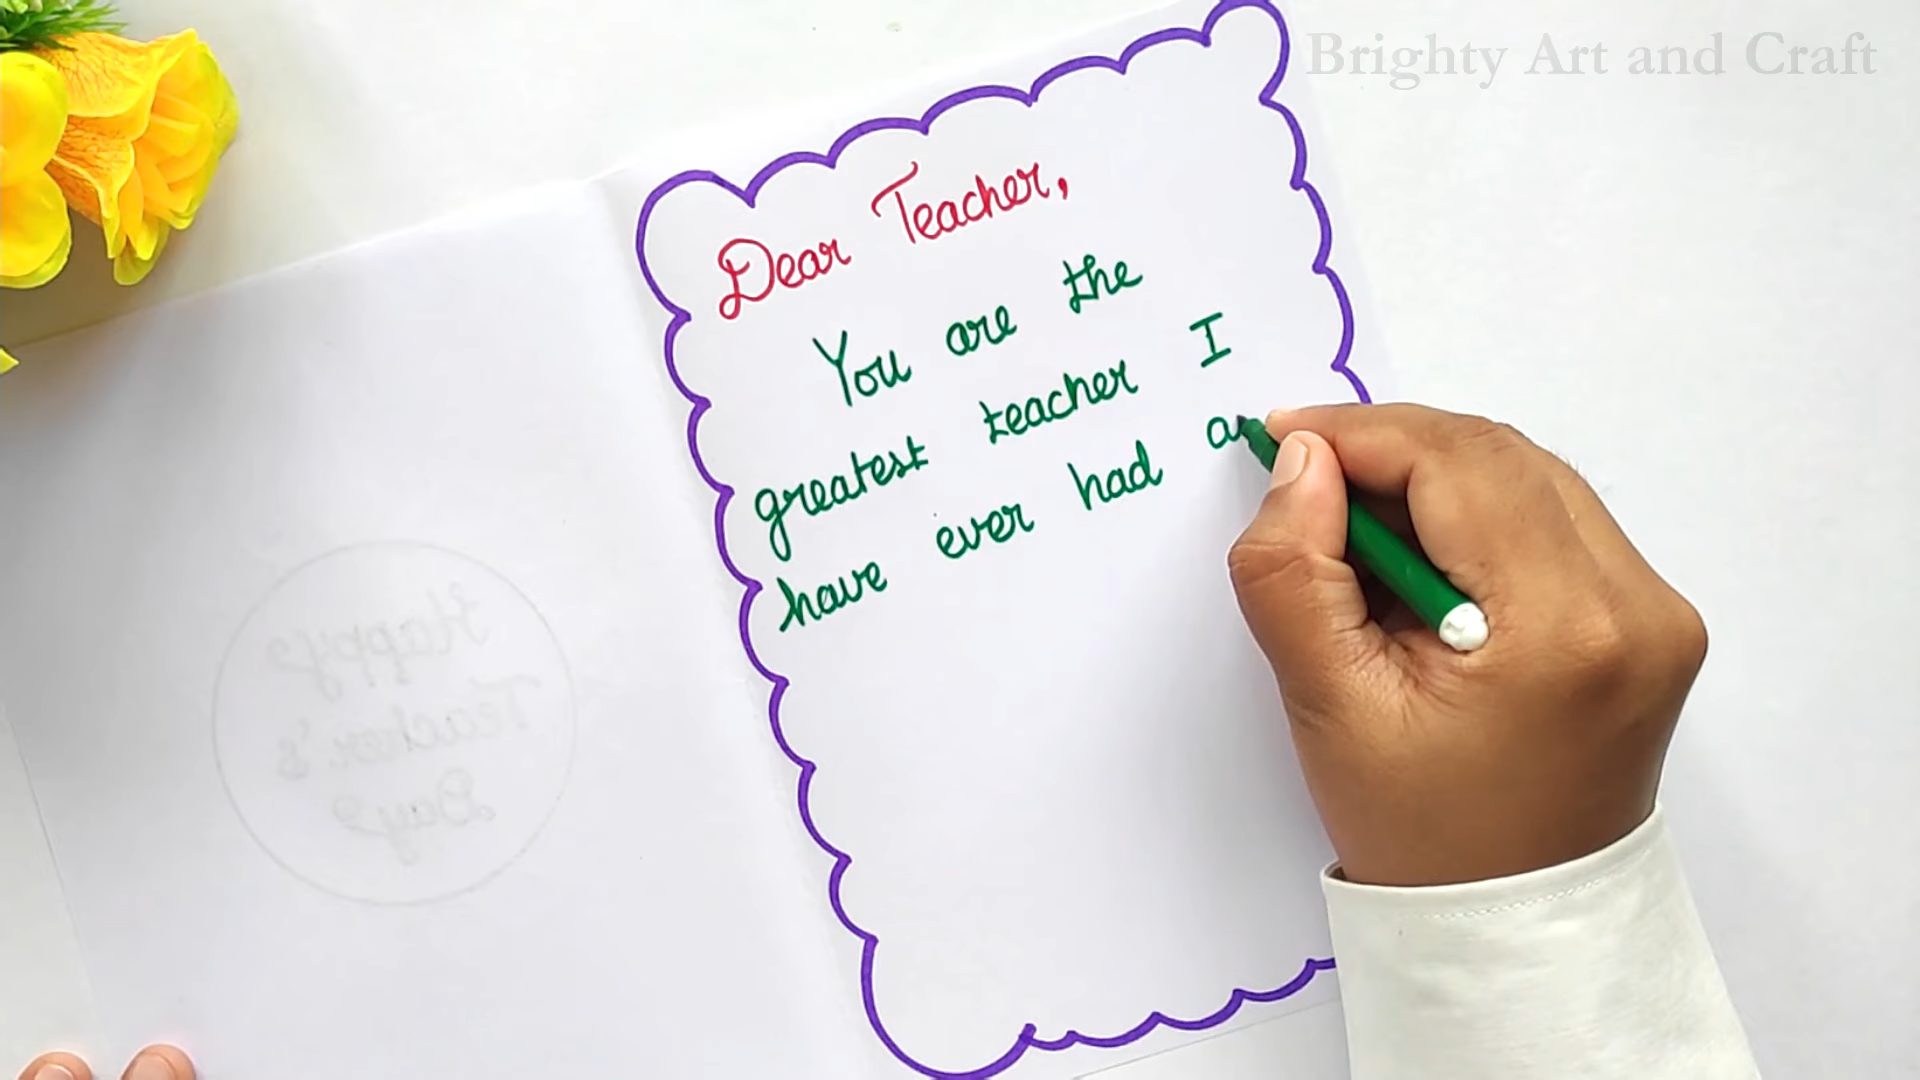 Brighty Art and Craft
Dear Teacher,
You are the
greatest teacher I
have ever had
Happy
Teacher's
Day